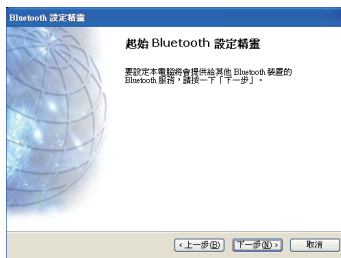 Bluetooth 設定精靈
起始 Bluetooth 設定精靈
要設定本電腦將會提供給其他 Bluetooth 裝置的
Bluetooth 服務，請按一下「下一步」。
<上一步(B) 下一步(N)> 取消